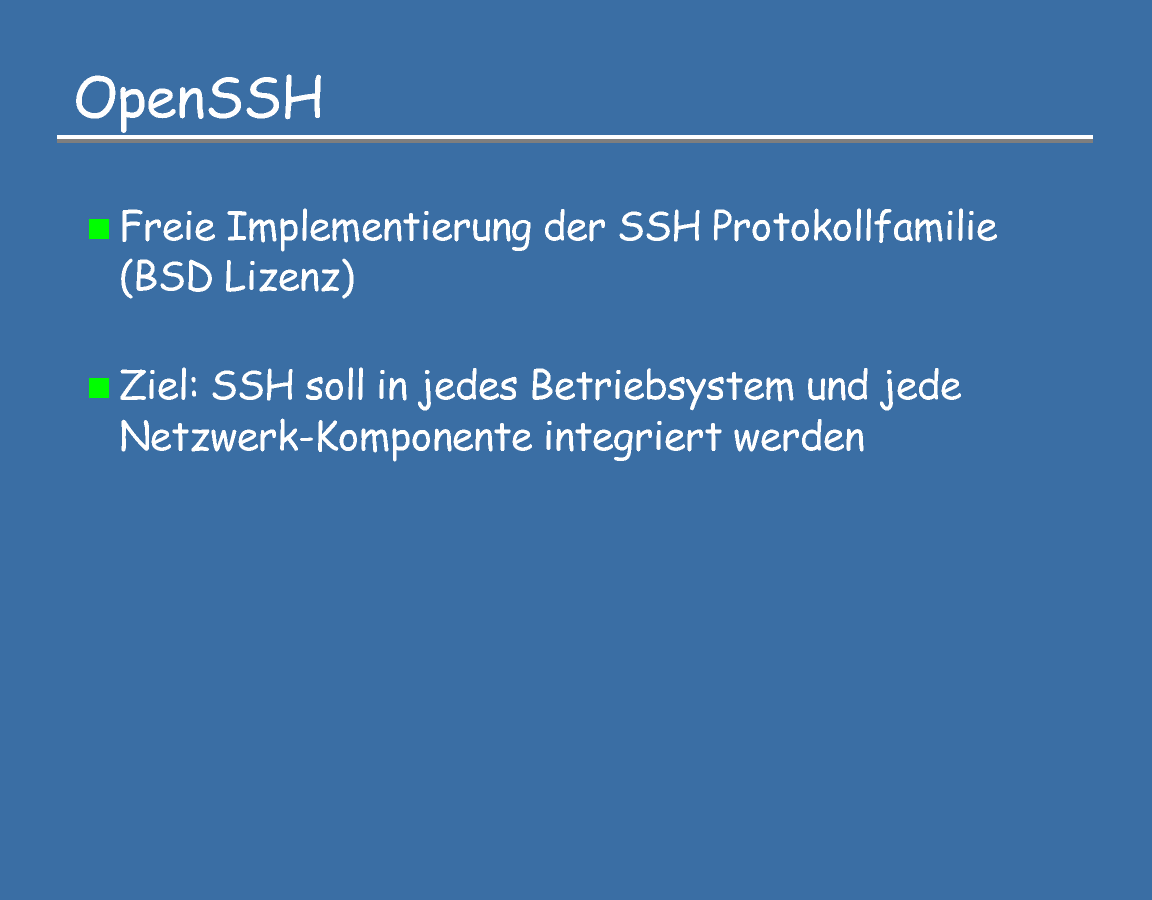 OpenSSH
Freie Implementierung der SSH Protokollfamilie
(BSD Lizenz)
Ziel: SSH soll in jedes Betriebsystem und jede
Netzwerk-Komponente integriert werden